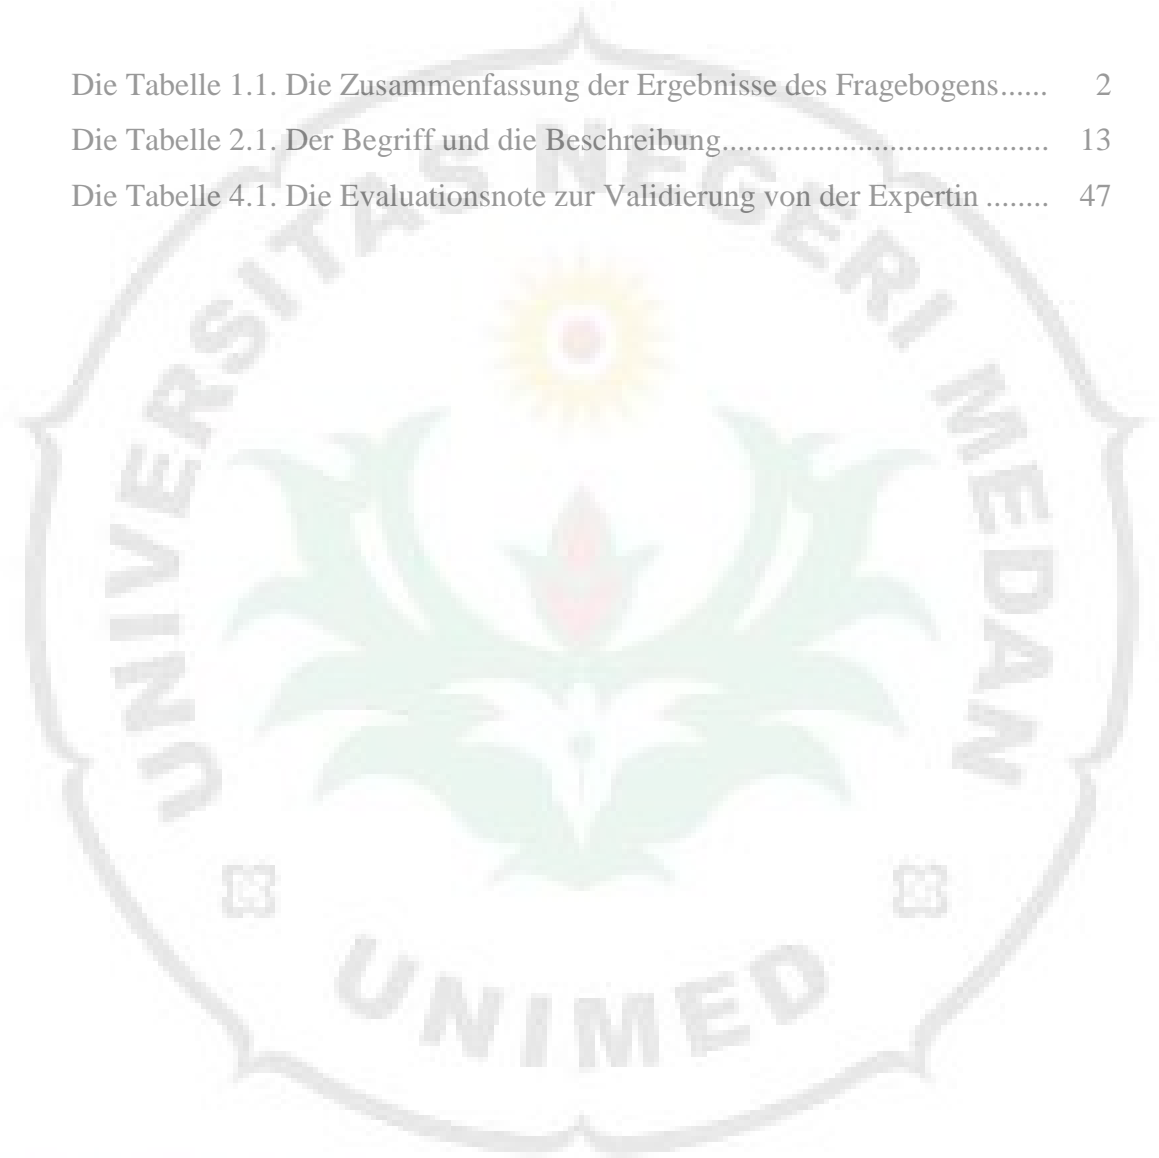 Die Tabelle 1.1. Die Zusammenfassung der Ergebnisse des Fragebogens...... 2
Die Tabelle 2.1. Der Begriff und die Beschreibung......................................... 13
Die Tabelle 4.1. Die Evaluationsnote zur Validierung von der Expertin ........ 47
UNIVERSITAS NEGERI MEDAN
UNIMED